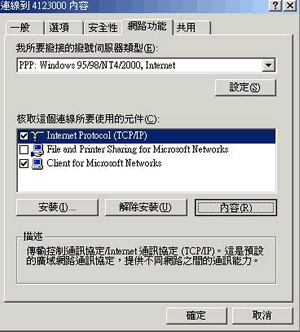 連線到 4123000 內容
一般 選項 安全性 網路功能 共用
我所要撥接的撥號伺服器類型(E):
PPP: Windows 95/98/NT4/2000, Internet
設定(S)
核取這個連線所要使用的元件(C):
Internet Protocol (TCP/IP)
File and Printer Sharing for Microsoft Networks
Client for Microsoft Networks
安裝(I)... 解除安裝(U) 內容(R)
描述
傳輸控制通訊協定/Internet 通訊協定 (TCP/IP)。這是預設
的廣域網路通訊協定，提供不同網路之間的通訊能力。
確定 取消